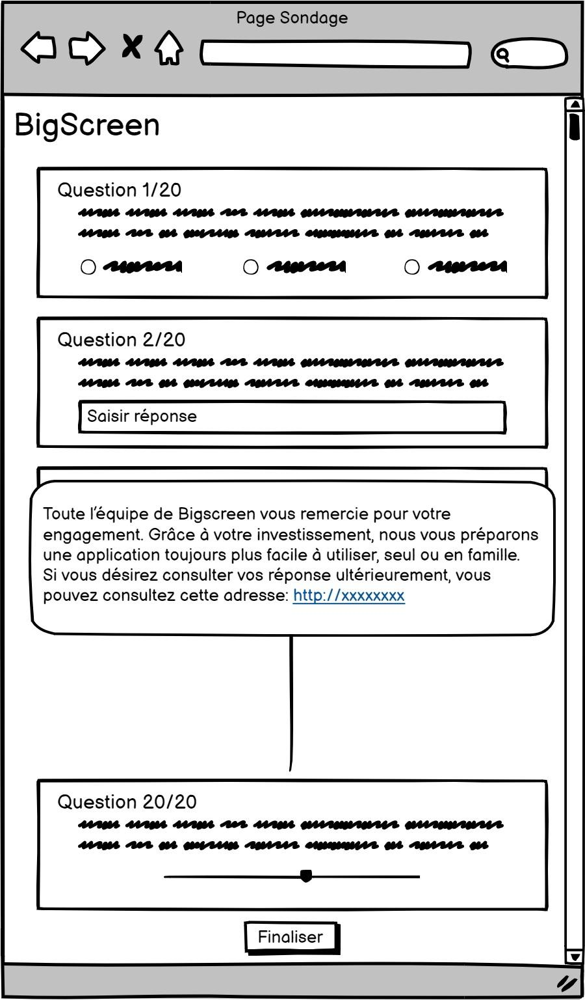 Page Sondage
BigScreen
Question 1/20
Question 2/20
Saisir réponse
Toute l'équipe de Bigscreen vous remercie pour votre
engagement. Grâce à votre investissement, nous vous préparons
une application toujours plus facile à utiliser, seul ou en famille.
Si vous désirez consulter vos réponse ultérieurement, vous
pouvez consultez cette adresse: http://xxxxxxxx
Question 20/20
Finaliser